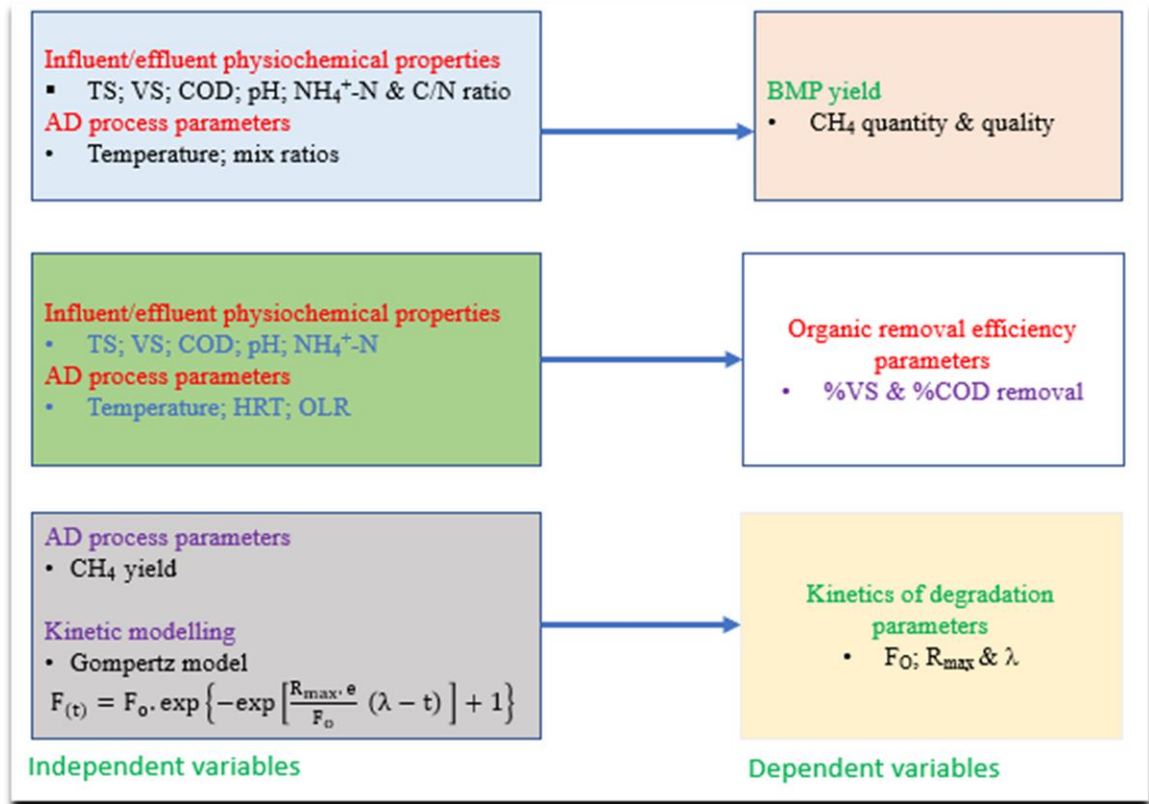 Influent/effluent physiochemical properties
▪ TS; VS; COD; pH; NH₄⁺-N & C/N ratio
AD process parameters
• Temperature; mix ratios
BMP yield
• CH₄ quantity & quality
Influent/effluent physiochemical properties
• TS; VS; COD; pH; NH₄⁺-N
AD process parameters
• Temperature; HRT; OLR
Organic removal efficiency
parameters
• %VS & %COD removal
AD process parameters
• CH₄ yield
Kinetic modelling
• Gompertz model
F₍ₜ₎ = Fₒ. exp {−exp [Rₘₐₓ. e / Fₒ (λ − t) ] + 1}
Kinetics of degradation
parameters
• F_O; Rₘₐₓ & λ
Independent variables
Dependent variables